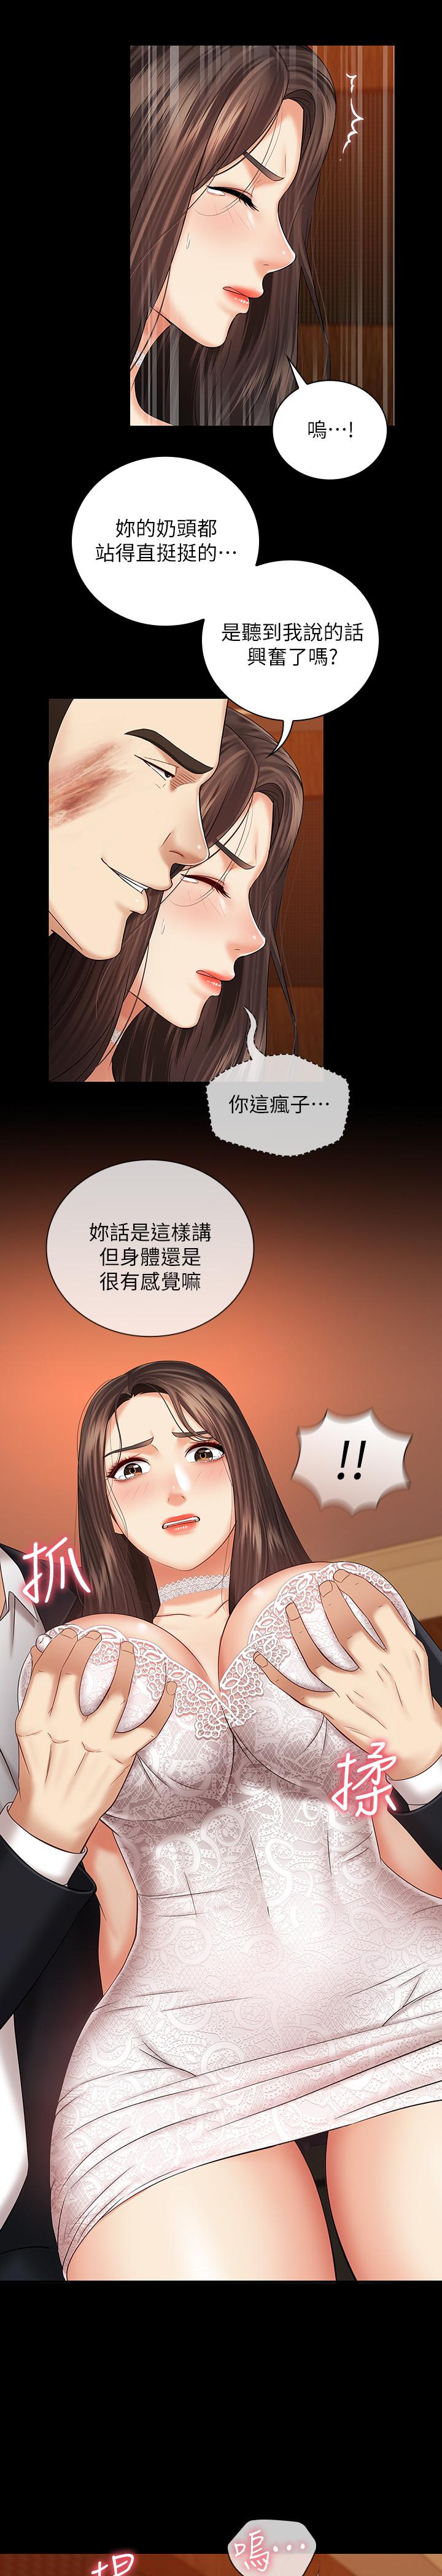 嗚…!
妳的奶頭都
站得直挺挺的…
是聽到我說的話
興奮了嗎?
你這瘋子…
妳話是這樣講
但身體還是
很有感覺嘛
!!
抓
揉
嗚…